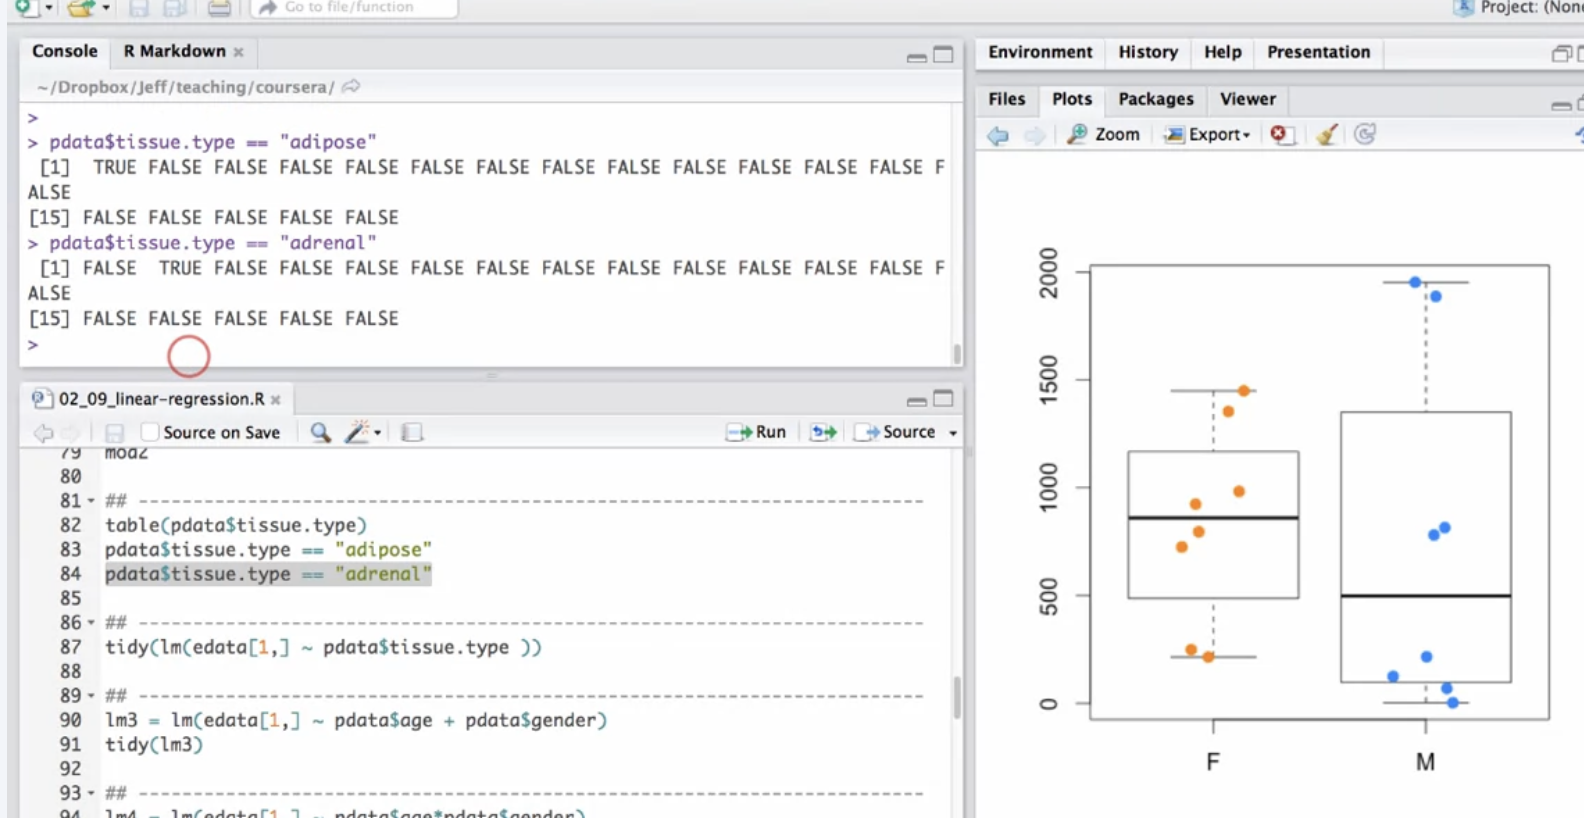 Go to file/function
Project: (None
Console
R Markdown
~/Dropbox/Jeff/teaching/coursera/
>
> pdata$tissue.type == "adipose"
[1]  TRUE FALSE FALSE FALSE FALSE FALSE FALSE FALSE FALSE FALSE FALSE FALSE FALSE F
ALSE
[15] FALSE FALSE FALSE FALSE FALSE
> pdata$tissue.type == "adrenal"
[1] FALSE  TRUE FALSE FALSE FALSE FALSE FALSE FALSE FALSE FALSE FALSE FALSE FALSE F
ALSE
[15] FALSE FALSE FALSE FALSE FALSE
>
02_09_linear-regression.R
Source on Save
Run
Source
79 mod2
80
81 ## ----------------------------------------------------------------
82 table(pdata$tissue.type)
83 pdata$tissue.type == "adipose"
84 pdata$tissue.type == "adrenal"
85
86 ## ----------------------------------------------------------------
87 tidy(lm(edata[1,] ~ pdata$tissue.type ))
88
89 ## ----------------------------------------------------------------
90 lm3 = lm(edata[1,] ~ pdata$age + pdata$gender)
91 tidy(lm3)
92
93 ## ----------------------------------------------------------------
94 lm4 = lm(edata[1,] ~ pdata$age*pdata$gender)
Environment
History
Help
Presentation
Files
Plots
Packages
Viewer
Zoom
Export
2000
1500
1000
500
0
F
M